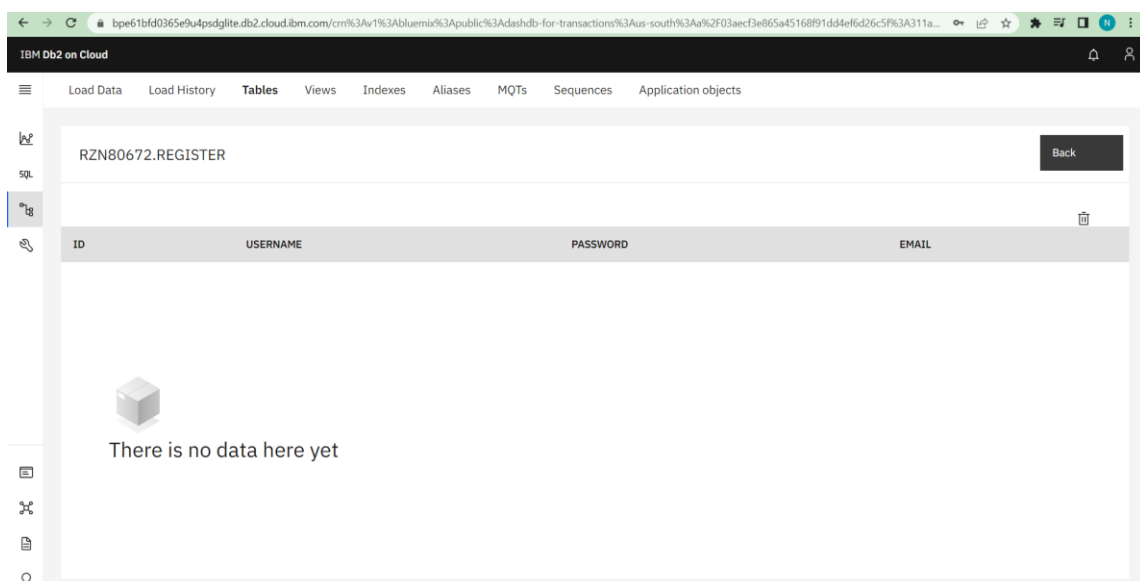 bpe61bfd0365e9u4psdglite.db2.cloud.ibm.com/crn%3Av1%3Abluemix%3Apublic%3Adashdb-for-transactions%3Aus-south%3Aa%2F03aecf3e865a45168f91dd4ef6d26c5f%3A311a...
N
IBM Db2 on Cloud
Load Data Load History Tables Views Indexes Aliases MQTs Sequences Application objects
RZN80672.REGISTER Back
SQL
ID USERNAME PASSWORD EMAIL
There is no data here yet